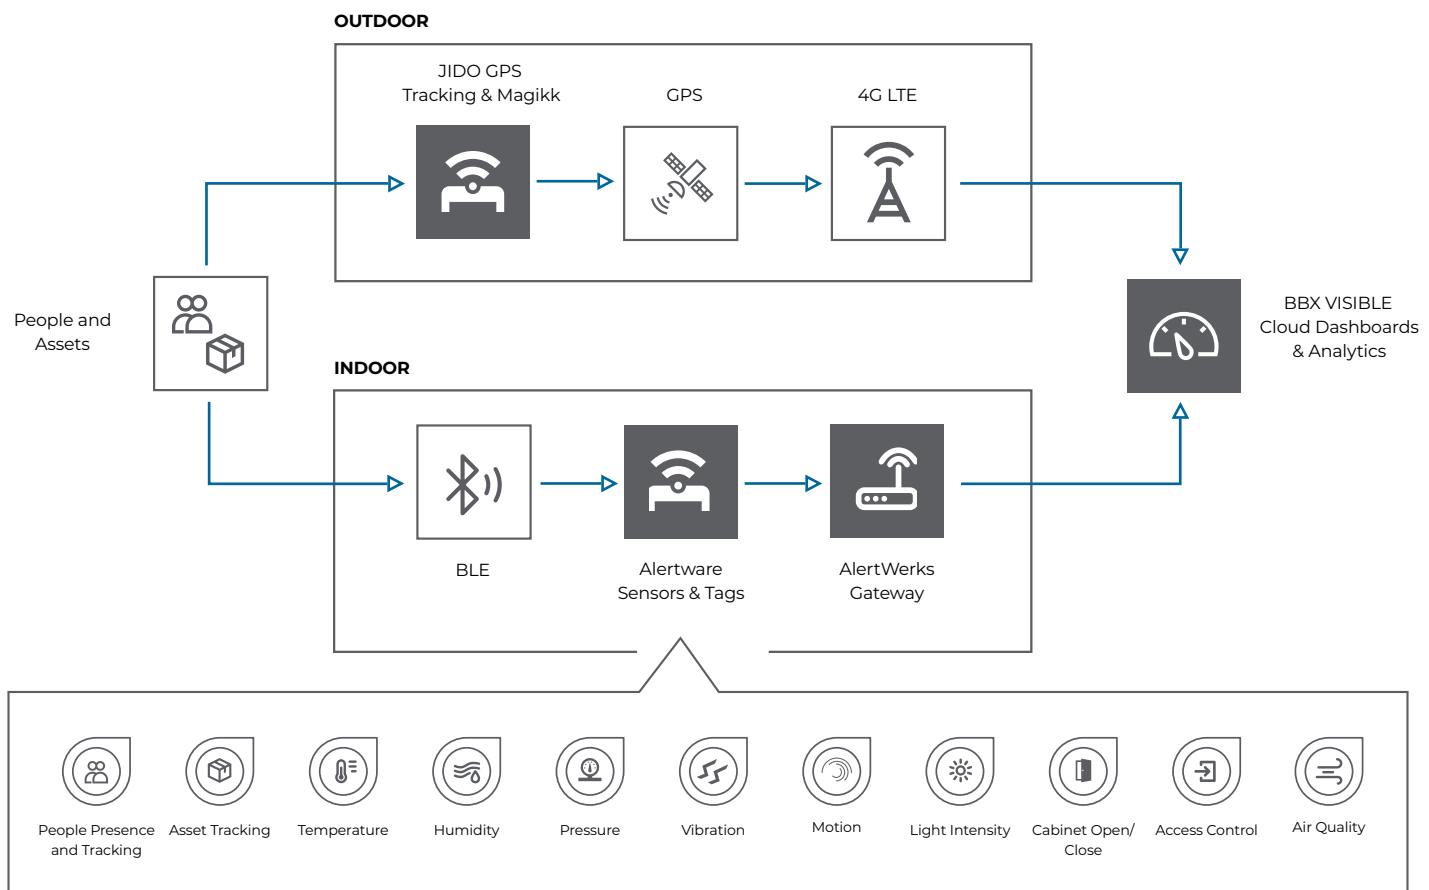 OUTDOOR
JIDO GPS
Tracking & Magikk
GPS
4G LTE
People and
Assets
BBX VISIBLE
Cloud Dashboards
& Analytics
INDOOR
BLE
Alertware
Sensors & Tags
AlertWerks
Gateway
People Presence
and Tracking
Asset Tracking
Temperature
Humidity
Pressure
Vibration
Motion
Light Intensity
Cabinet Open/
Close
Access Control
Air Quality